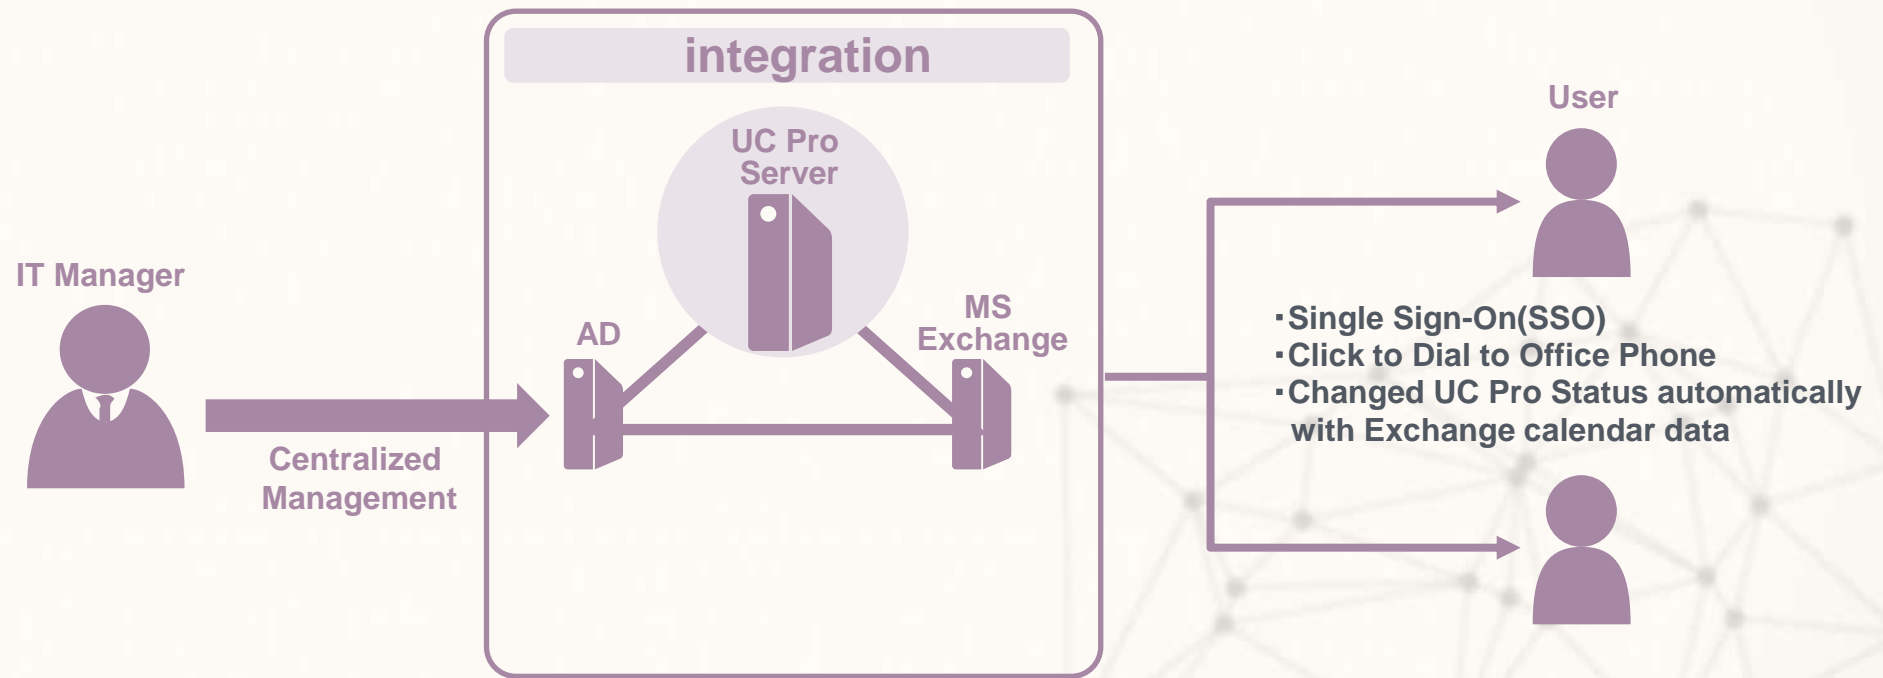 integration
UC Pro
Server
IT Manager
AD
MS
Exchange
Centralized
Management
User
·Single Sign-On(SSO)
·Click to Dial to Office Phone
·Changed UC Pro Status automatically
with Exchange calendar data